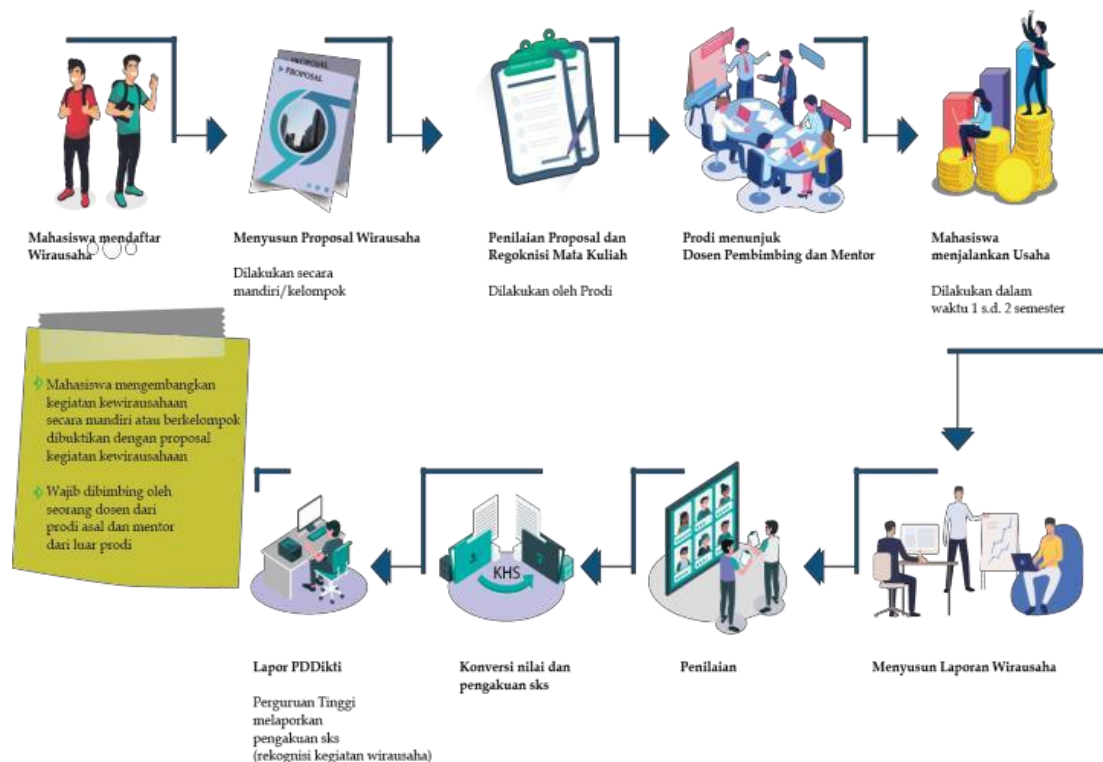 PROPOSAL
PROPOSAL
Mahasiswa mendaftar
Wirausaha
Menyusun Proposal Wirausaha
Dilakukan secara
mandiri/kelompok
Penilaian Proposal dan
Regoknisi Mata Kuliah
Dilakukan oleh Prodi
Prodi menunjuk
Dosen Pembimbing dan Mentor
Mahasiswa
menjalankan Usaha
Dilakukan dalam
waktu 1 s.d. 2 semester
Mahasiswa mengembangkan
kegiatan kewirausahaan
secara mandiri atau berkelompok
dibuktikan dengan proposal
kegiatan kewirausahaan
Wajib dibimbing oleh
seorang dosen dari
prodi asal dan mentor
dari luar prodi
Menyusun Laporan Wirausaha
Penilaian
KHS
Konversi nilai dan
pengakuan sks
Lapor PDDikti
Perguruan Tinggi
melaporkan
pengakuan sks
(rekognisi kegiatan wirausaha)